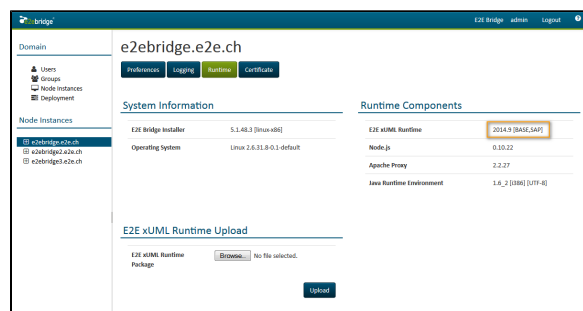 e2ebridge
E2E Bridge admin Logout
Domain
Users
Groups
Node Instances
Deployment
Node Instances
e2ebridge.e2e.ch
e2ebridge2.e2e.ch
e2ebridge3.e2e.ch
e2ebridge.e2e.ch
Preferences Logging Runtime Certificate
System Information
E2E Bridge Installer 5.1.48.3 [linux-x86]
Operating System Linux 2.6.31.8-0.1-default
Runtime Components
E2E xUML Runtime 2014.9 [BASE,SAP]
Node.js 0.10.22
Apache Proxy 2.2.27
Java Runtime Environment 1.6_2 [i386] [UTF-8]
E2E xUML Runtime Upload
E2E xUML Runtime Package Browse... No file selected.
Upload